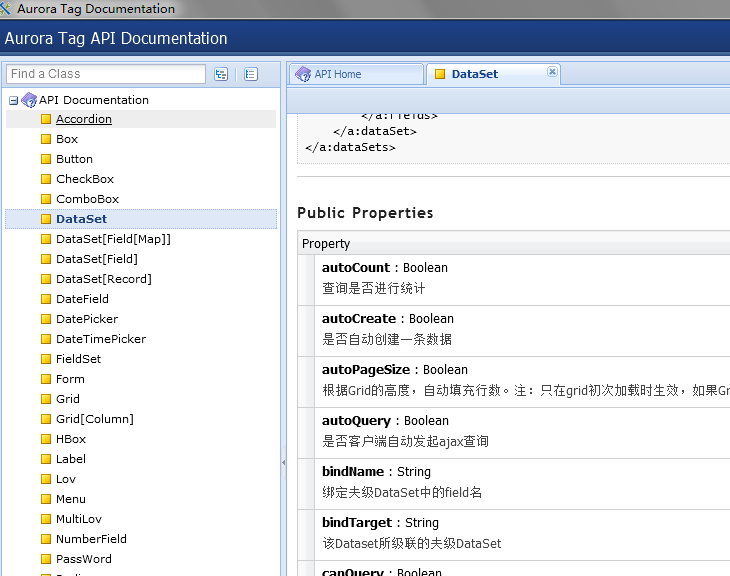 Aurora Tag Documentation
Aurora Tag API Documentation
Find a Class
API Documentation
Accordion
Box
Button
CheckBox
ComboBox
DataSet
DataSet[Field[Map]]
DataSet[Field]
DataSet[Record]
DateField
DatePicker
DateTimePicker
FieldSet
Form
Grid
Grid[Column]
HBox
Label
Lov
Menu
MultiLov
NumberField
PassWord
API Home
DataSet
</a:fields>
</a:dataSet>
</a:dataSets>
Public Properties
Property
autoCount : Boolean
查询是否进行统计
autoCreate : Boolean
是否自动创建一条数据
autoPageSize : Boolean
根据Grid的高度，自动填充行数。注：只在grid初次加载时生效，如果Gr
autoQuery : Boolean
是否客户端自动发起ajax查询
bindName : String
绑定夫级DataSet中的field名
bindTarget : String
该Dataset所级联的夫级DataSet
canQuery : Boolean